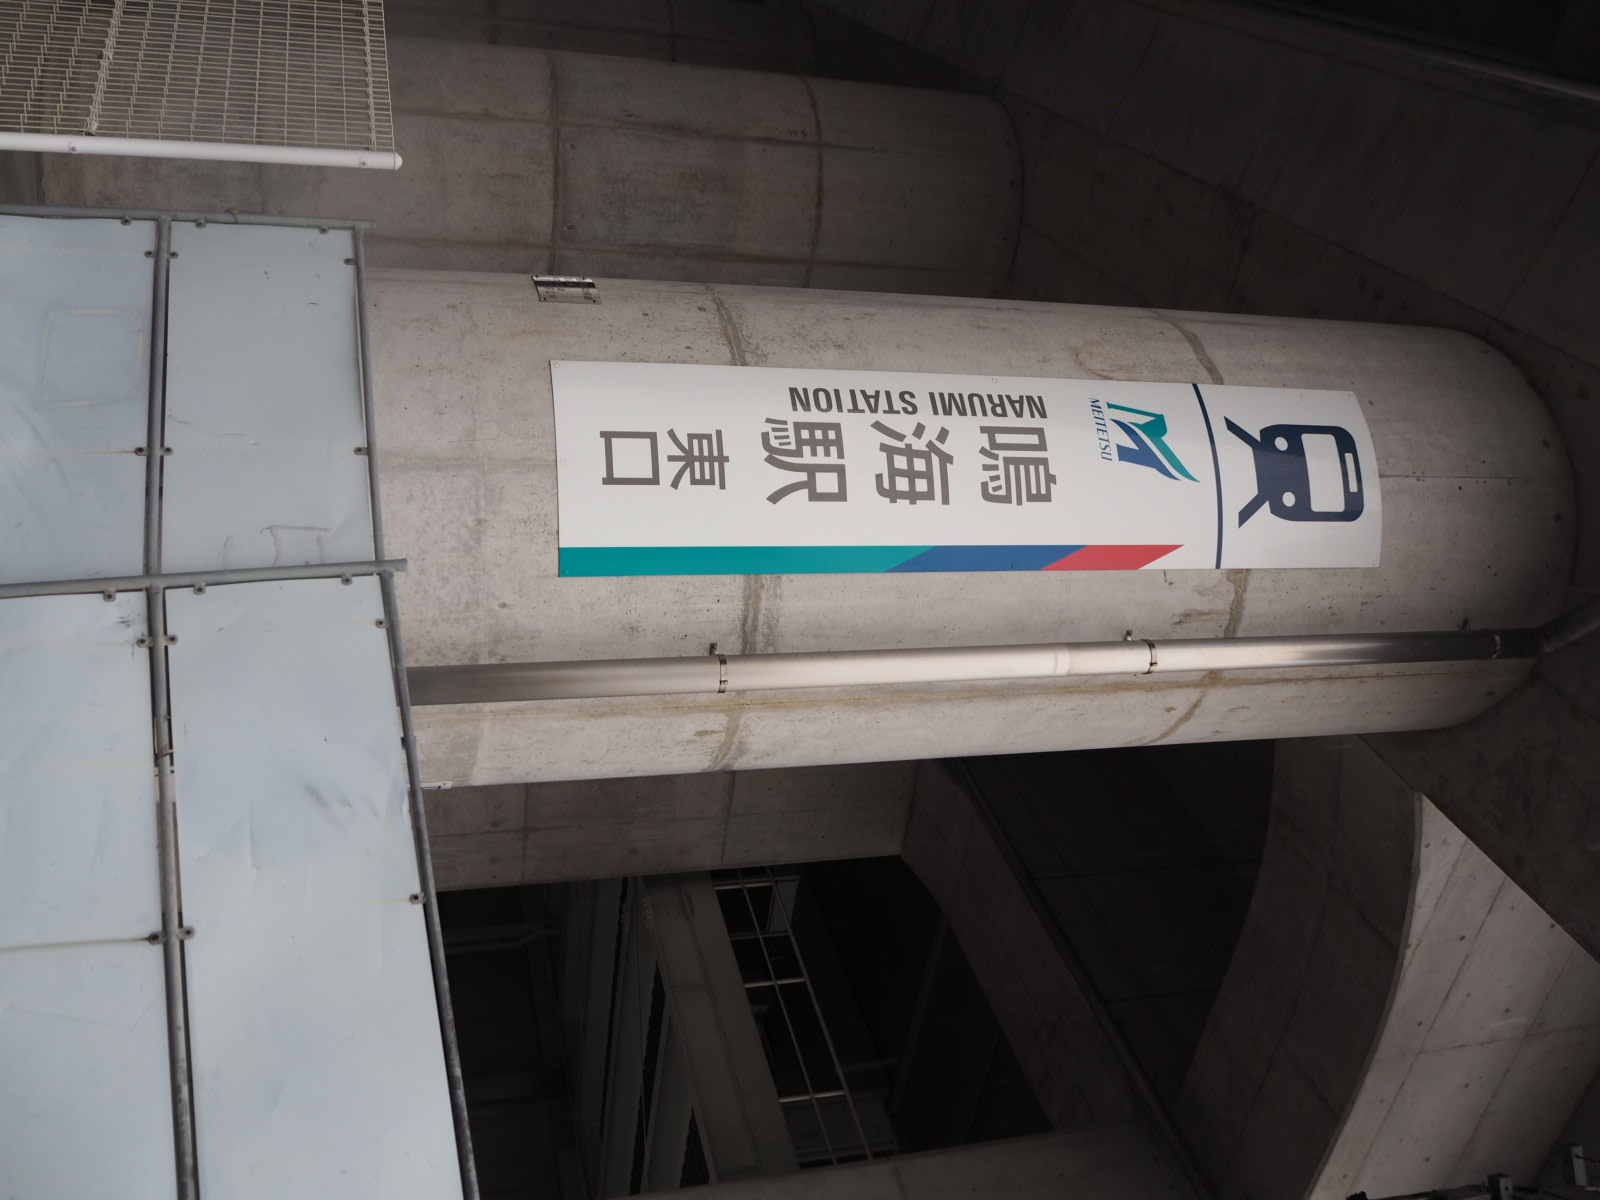 MEITETSU
鳴海駅
東口
NARUMI STATION